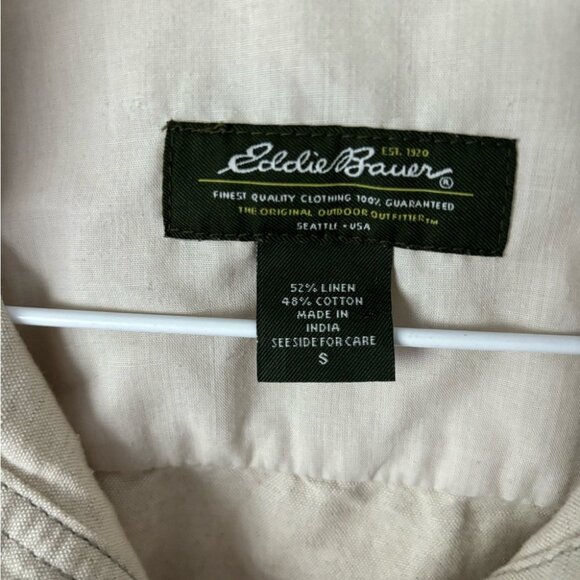 EST. 1920
Eddie Bauer®
FINEST QUALITY CLOTHING 100% GUARANTEED
THE ORIGINAL OUTDOOR OUTFITTER™
SEATTLE • USA
52% LINEN
48% COTTON
MADE IN
INDIA
SEE SIDE FOR CARE
S